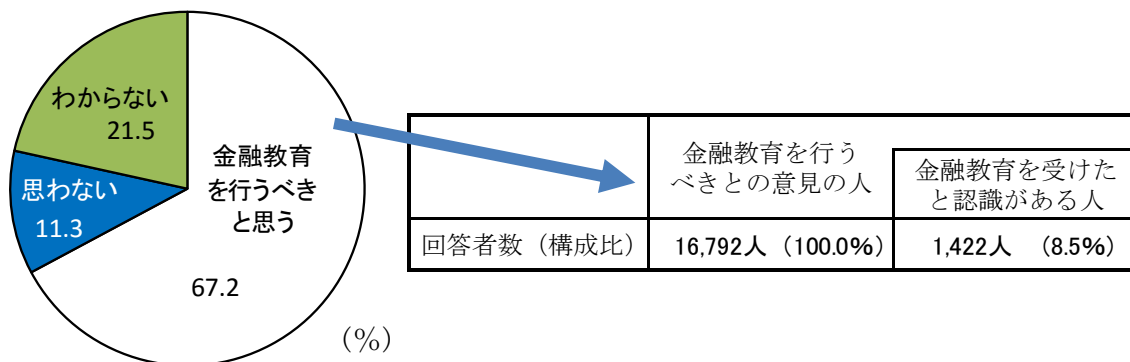 わからない
21.5
思わない
11.3
金融教育
を行うべき
と思う
67.2
(%)
金融教育を行う
べきとの意見の人
金融教育を受けた
と認識がある人
回答者数（構成比） 16,792人（100.0%） 1,422人 （8.5%）